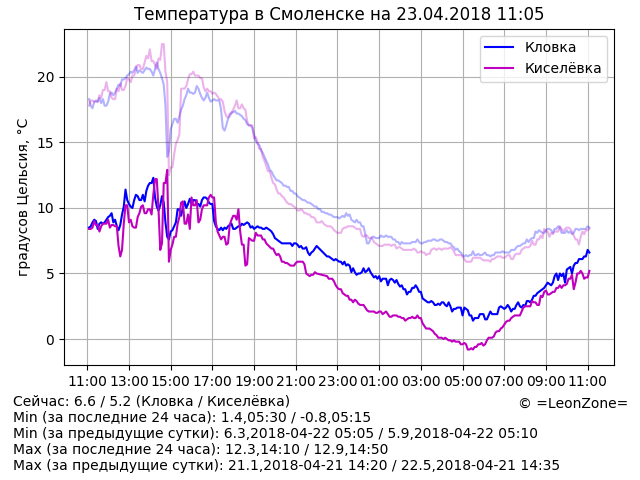 Температура в Смоленске на 23.04.2018 11:05
Кловка
Киселёвка
градусов Цельсия, °C
20
15
10
5
0
11:00 13:00 15:00 17:00 19:00 21:00 23:00 01:00 03:00 05:00 07:00 09:00 11:00
Сейчас: 6.6 / 5.2 (Кловка / Киселёвка)
© =LeonZone=
Min (за последние 24 часа): 1.4,05:30 / -0.8,05:15
Min (за предыдущие сутки): 6.3,2018-04-22 05:05 / 5.9,2018-04-22 05:10
Max (за последние 24 часа): 12.3,14:10 / 12.9,14:50
Max (за предыдущие сутки): 21.1,2018-04-21 14:20 / 22.5,2018-04-21 14:35